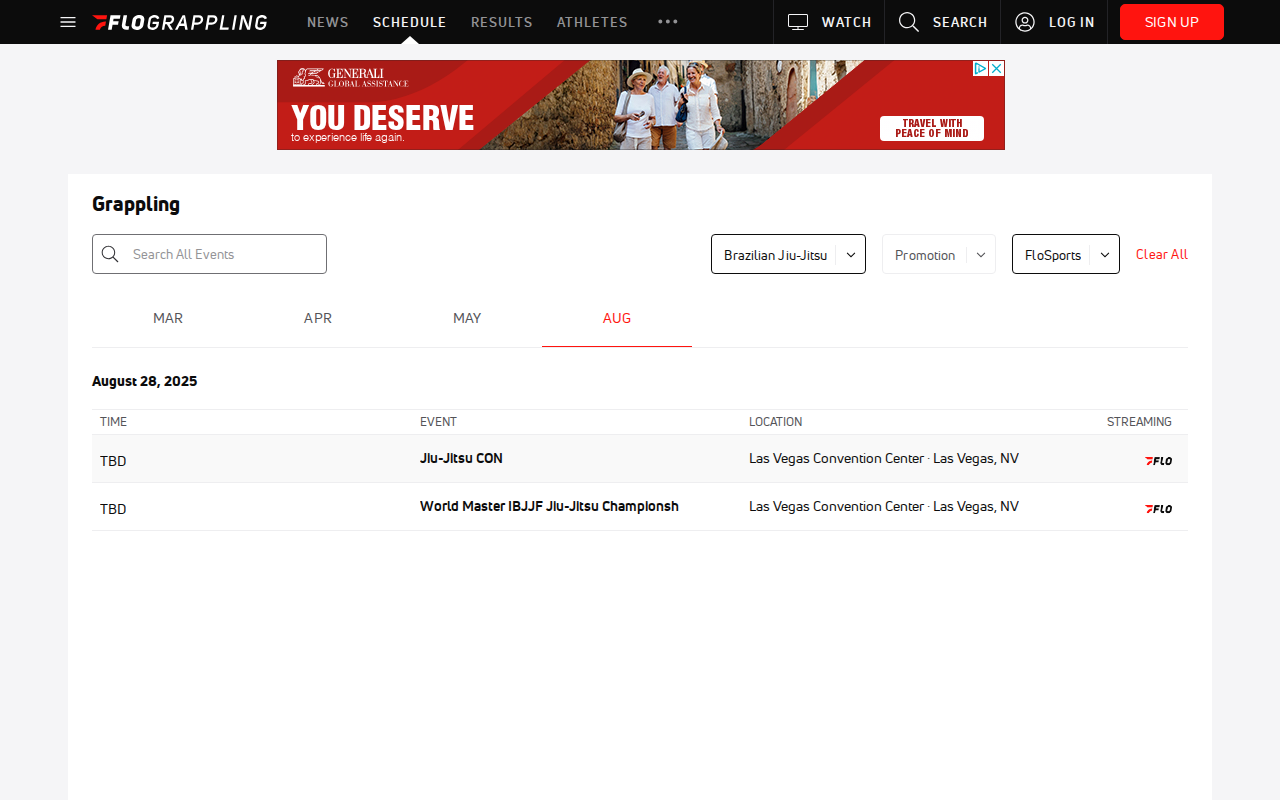 FLOGRAPPLING
NEWS
SCHEDULE
RESULTS
ATHLETES
WATCH
SEARCH
LOG IN
SIGN UP
GENERALI
GLOBAL ASSISTANCE
YOU DESERVE
to experience life again.
TRAVEL WITH
PEACE OF MIND
Grappling
Search All Events
Brazilian Jiu-Jitsu
Promotion
FloSports
Clear All
MAR
APR
MAY
AUG
August 28, 2025
TIME EVENT LOCATION STREAMING
TBD Jiu-Jitsu CON Las Vegas Convention Center · Las Vegas, NV FLO
TBD World Master IBJJF Jiu-Jitsu Championsh Las Vegas Convention Center · Las Vegas, NV FLO